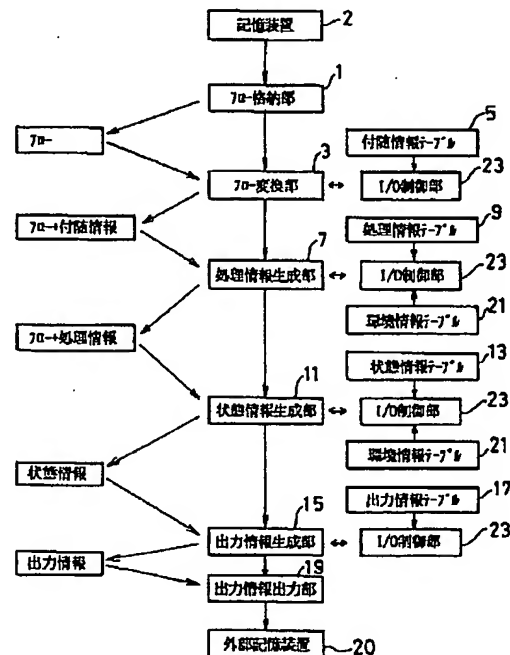 記憶装置 2
フロー格納部 1
フロー
付随情報テーブル 5
フロー変換部 3
I/O制御部 23
フロー+付随情報
処理情報テーブル 9
処理情報生成部 7
I/O制御部 23
環境情報テーブル 21
フロー+処理情報
状態情報テーブル 13
状態情報生成部 11
I/O制御部 23
環境情報テーブル 21
状態情報
出力情報テーブル 17
出力情報生成部 15
I/O制御部 23
出力情報
出力情報出力部 19
外部記憶装置 20